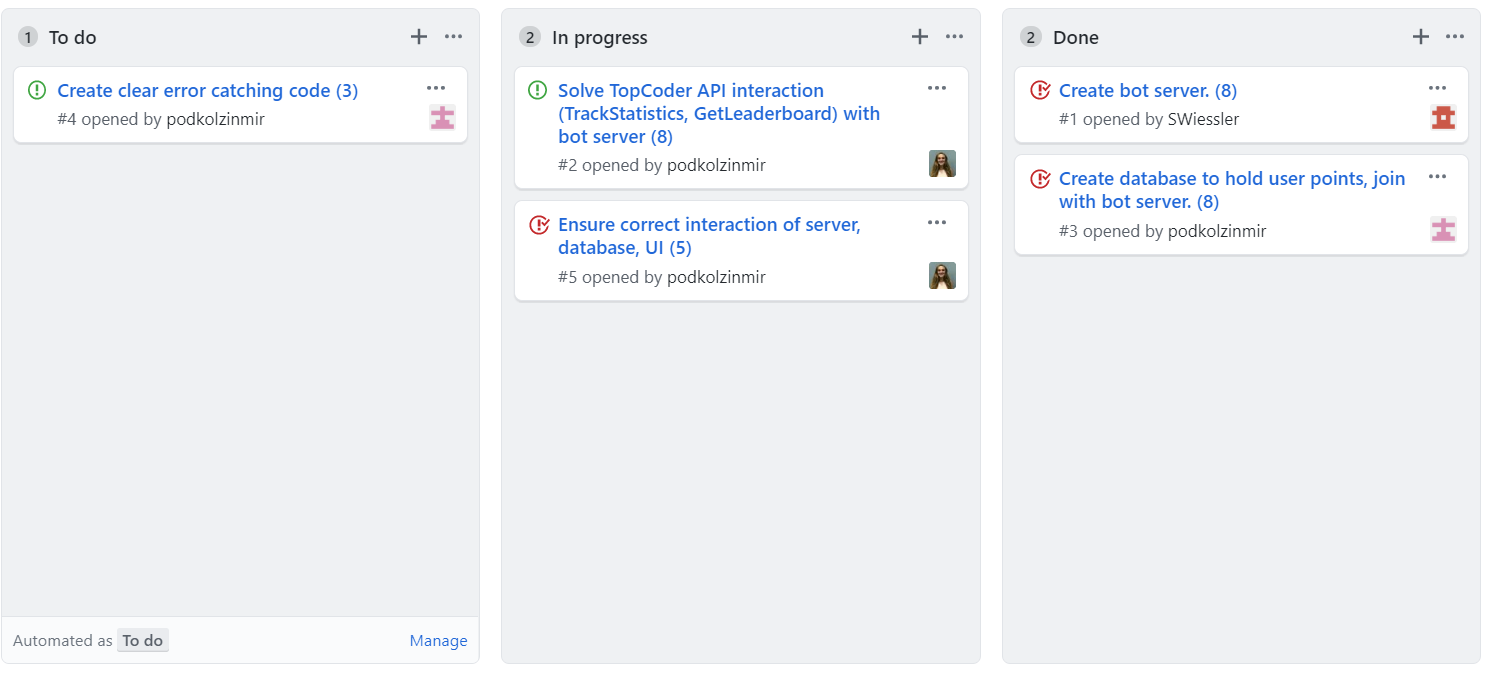 1 To do
Create clear error catching code (3)
#4 opened by podkolzinmir
Automated as To do Manage
2 In progress
Solve TopCoder API interaction
(TrackStatistics, GetLeaderboard) with
bot server (8)
#2 opened by podkolzinmir
Ensure correct interaction of server,
database, UI (5)
#5 opened by podkolzinmir
2 Done
Create bot server. (8)
#1 opened by SWiessler
Create database to hold user points, join
with bot server. (8)
#3 opened by podkolzinmir